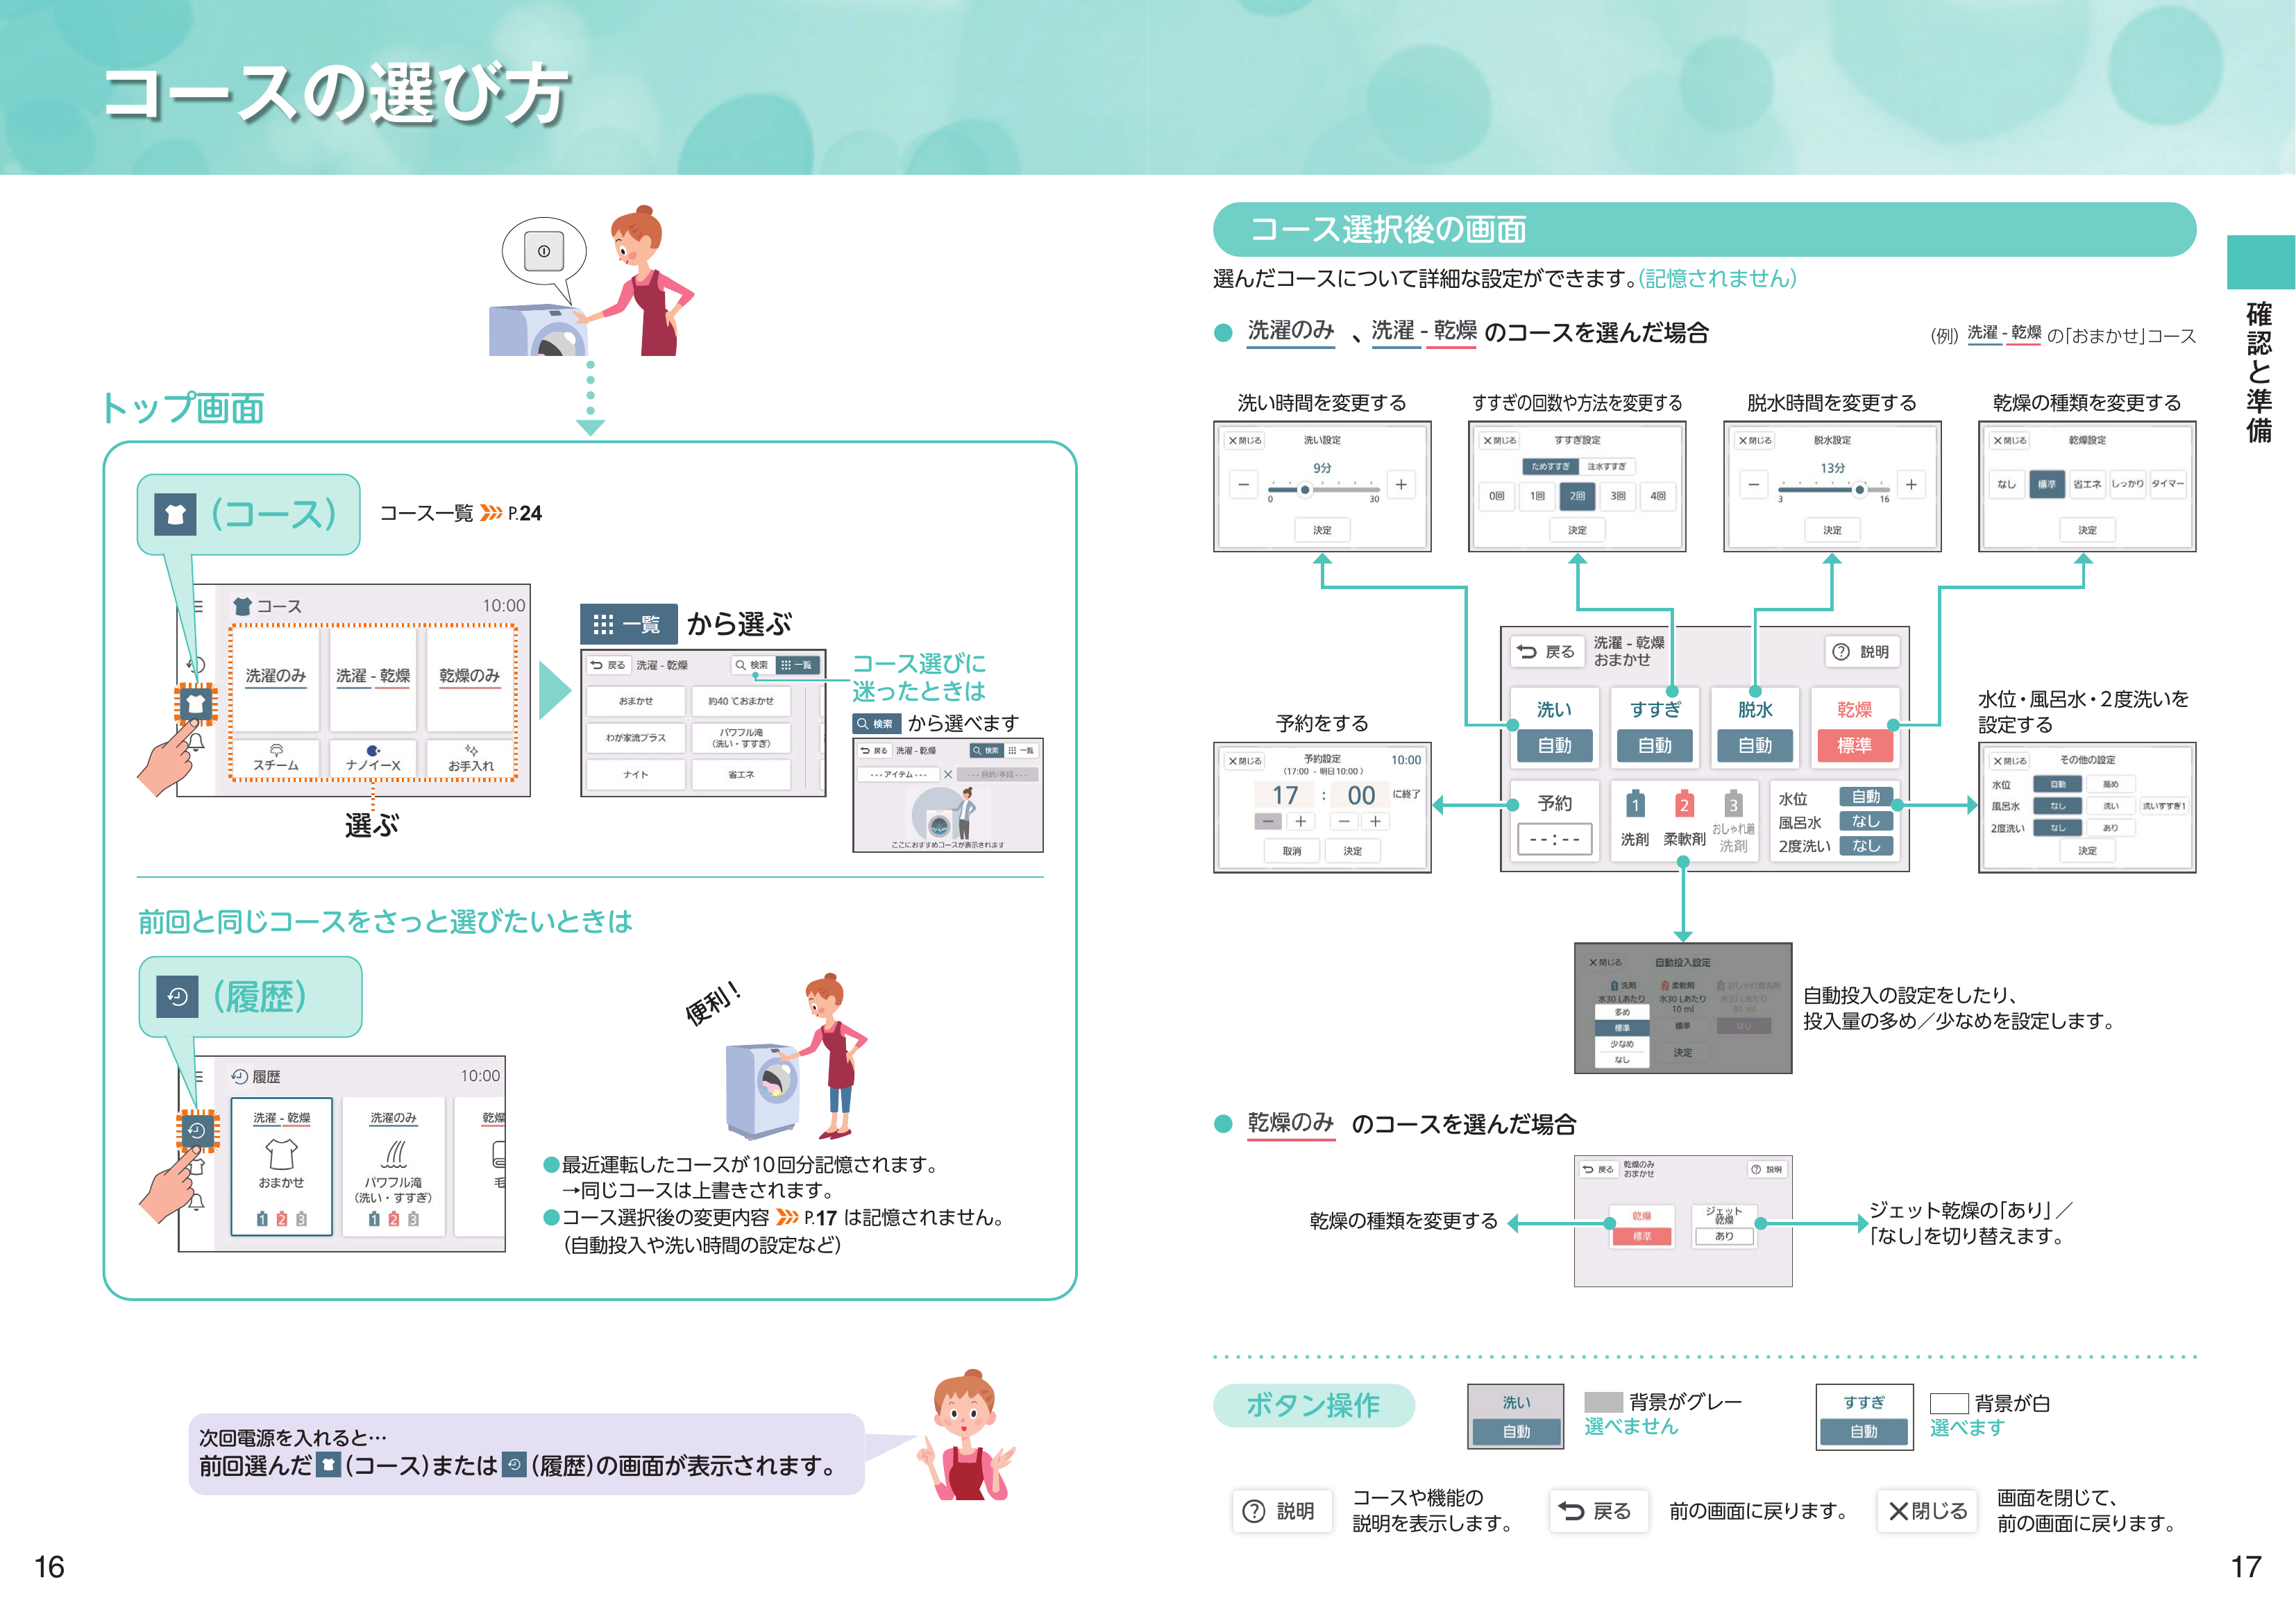 コースの選び方
トップ画面
(コース)
コース一覧 P.24
コース 10:00
洗濯のみ 洗濯 - 乾燥 乾燥のみ
スチーム ナノイーX お手入れ
選ぶ
一覧 から選ぶ
戻る 洗濯 - 乾燥 検索 一覧
おまかせ 約40 ℃おまかせ
わが家流プラス パワフル滝
(洗い・すすぎ)
ナイト 省エネ
コース選びに
迷ったときは
検索 から選べます
戻る 洗濯 - 乾燥 検索 一覧
- - - アイテム - - - × - - - 目的/手段 - - -
ここにおすすめコースが表示されます
前回と同じコースをさっと選びたいときは
(履歴)
履歴 10:00
洗濯 - 乾燥 洗濯のみ 乾燥
おまかせ パワフル滝 毛
(洗い・すすぎ)
1 2 3 1 2 3
便利!
●最近運転したコースが10回分記憶されます。
→同じコースは上書きされます。
●コース選択後の変更内容 P.17 は記憶されません。
(自動投入や洗い時間の設定など)
次回電源を入れると…
前回選んだ (コース)または (履歴)の画面が表示されます。
16
コース選択後の画面
選んだコースについて詳細な設定ができます。(記憶されません)
● 洗濯のみ 、 洗濯 - 乾燥 のコースを選んだ場合
(例) 洗濯 - 乾燥 の「おまかせ」コース
洗い時間を変更する
×閉じる 洗い設定
9分
− +
0 30
決定
すすぎの回数や方法を変更する
×閉じる すすぎ設定
ためすすぎ 注水すすぎ
0回 1回 2回 3回 4回
決定
脱水時間を変更する
×閉じる 脱水設定
13分
− +
3 16
決定
乾燥の種類を変更する
×閉じる 乾燥設定
なし 標準 省エネ しっかり タイマー
決定
戻る 洗濯 - 乾燥 説明
おまかせ
洗い すすぎ 脱水 乾燥
自動 自動 自動 標準
予約
--:--
1 2 3
洗剤 柔軟剤 おしゃれ着
洗剤
水位 自動
風呂水 なし
2度洗い なし
予約をする
×閉じる 予約設定 10:00
(17:00 - 明日10:00)
17 : 00 に終了
− + − +
取消 決定
水位・風呂水・2度洗いを
設定する
×閉じる その他の設定
水位 自動 高め
風呂水 なし 洗い 洗いすすぎ1
2度洗い なし あり
決定
×閉じる 自動投入設定
1 洗剤 2 柔軟剤 おしゃれ着洗剤
水30 Lあたり 水30 Lあたり 水30 Lあたり
10 ml 40 ml
多め
標準 標準 なし
少なめ
なし
決定
自動投入の設定をしたり、
投入量の多め/少なめを設定します。
● 乾燥のみ のコースを選んだ場合
戻る 乾燥のみ 説明
おまかせ
乾燥 ジェット
乾燥
標準 あり
乾燥の種類を変更する
ジェット乾燥の「あり」/
「なし」を切り替えます。
ボタン操作
洗い
自動
背景がグレー
選べません
すすぎ
自動
背景が白
選べます
説明
コースや機能の
説明を表示します。
戻る
前の画面に戻ります。
×閉じる
画面を閉じて、
前の画面に戻ります。
確認と準備
17